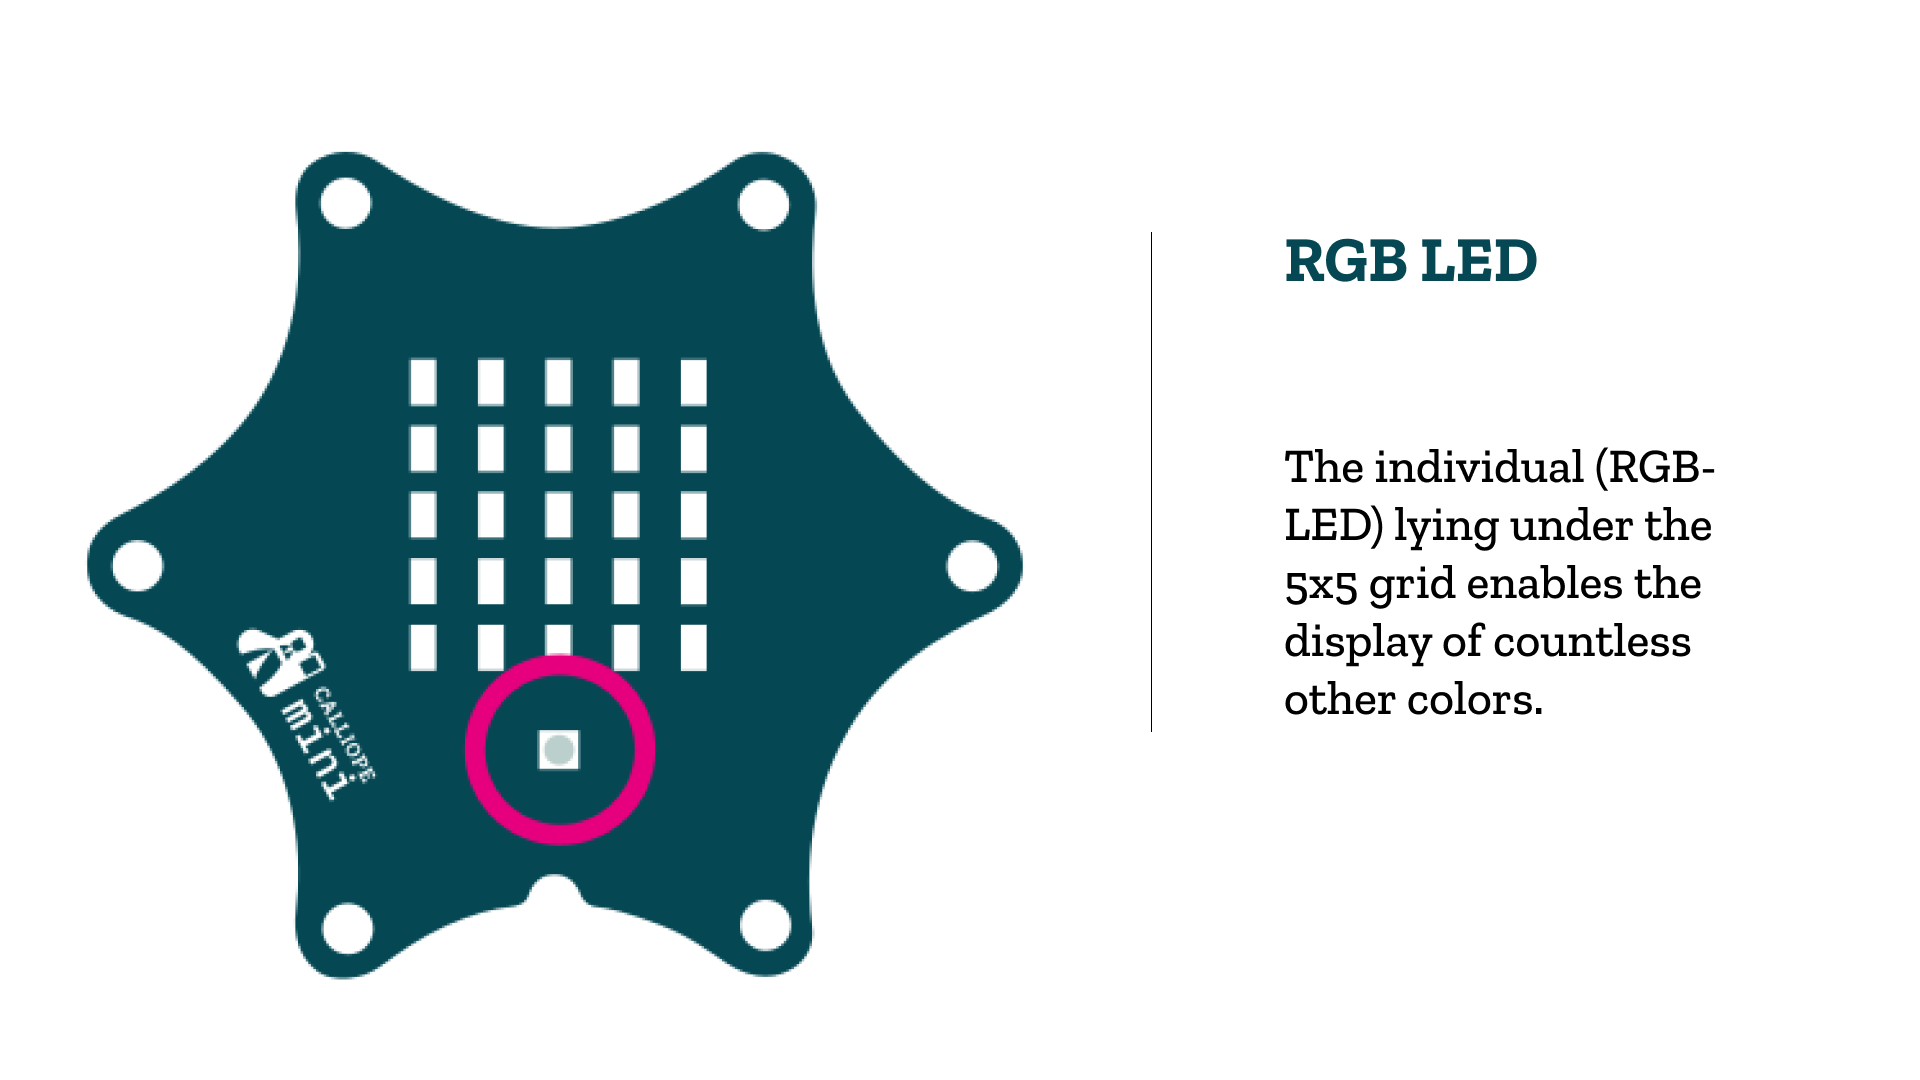 RGB LED
The individual (RGB-
LED) lying under the
5x5 grid enables the
display of countless
other colors.
CALLIOPE
mini